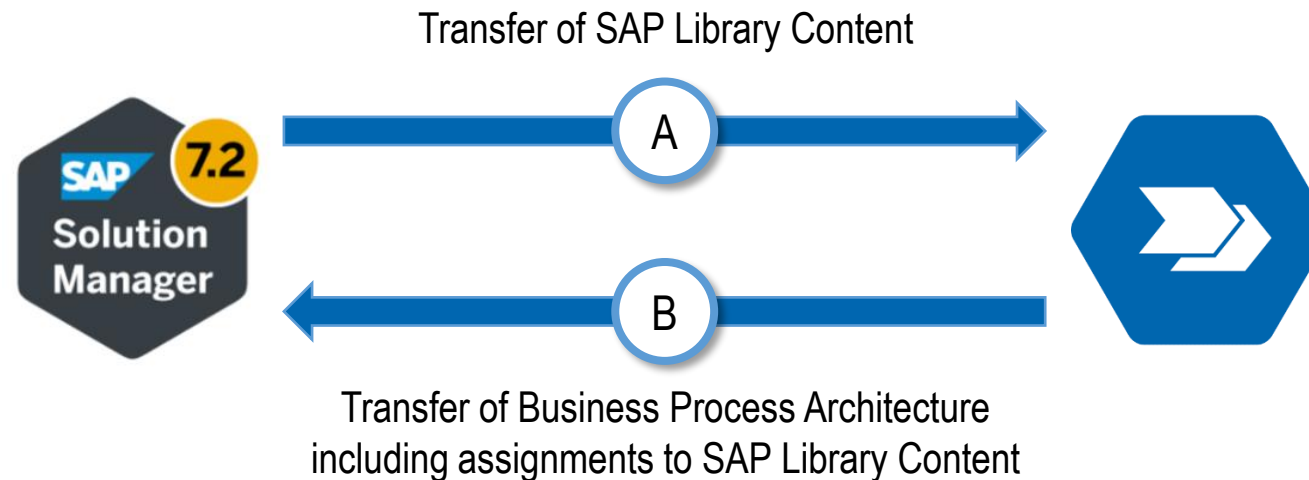 Transfer of SAP Library Content
A
SAP
7.2
Solution
Manager
B
Transfer of Business Process Architecture
including assignments to SAP Library Content